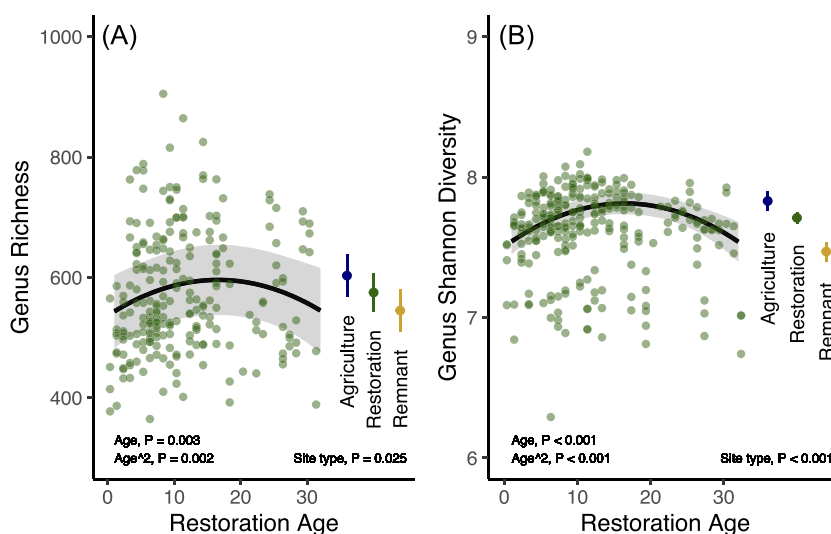 (A)
1000
800
600
400
Genus Richness
Agriculture
Restoration
Remnant
Age, P = 0.003
Age^2, P = 0.002
Site type, P = 0.025
0 10 20 30
Restoration Age
(B)
9
8
7
6
Genus Shannon Diversity
Agriculture
Restoration
Remnant
Age, P < 0.001
Age^2, P < 0.001
Site type, P < 0.001
0 10 20 30
Restoration Age